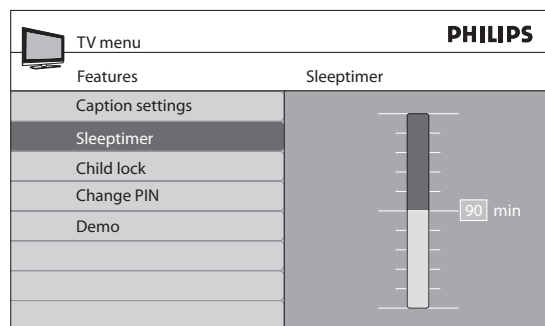 TV menu
PHILIPS
Features
Sleeptimer
Caption settings
Sleeptimer
Child lock
Change PIN
Demo
90 min